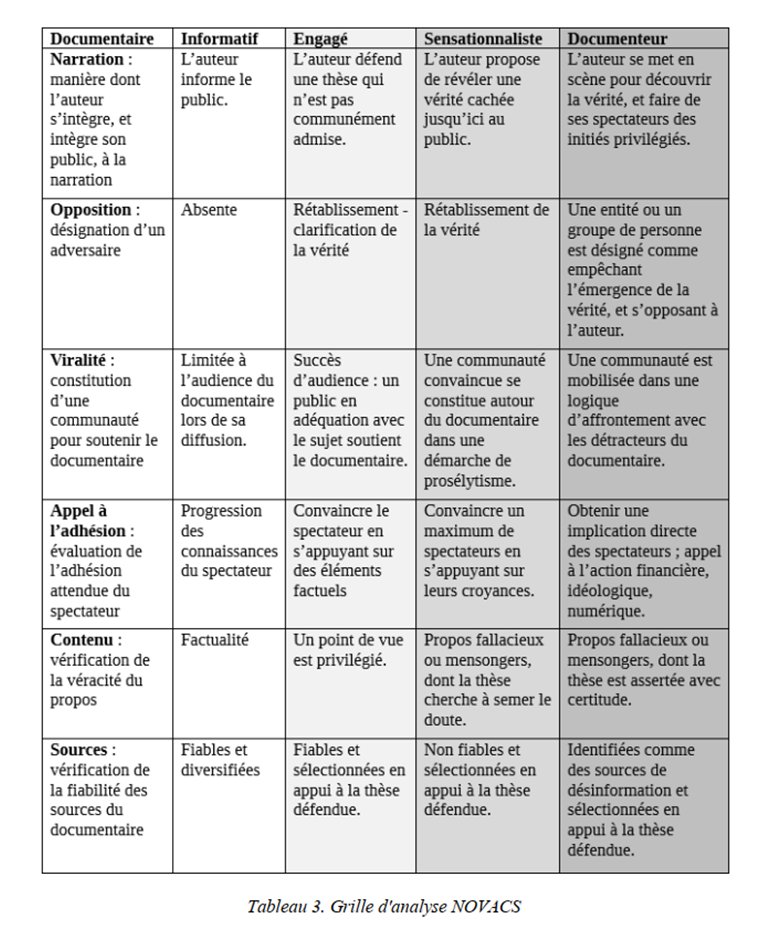 Documentaire Informatif Engagé Sensationnaliste Documenteur
Narration :
manière dont
l’auteur
s’intègre, et
intègre son
public, à la
narration
L’auteur
informe le
public.
L’auteur défend
une thèse qui
n’est pas
communément
admise.
L’auteur propose
de révéler une
vérité cachée
jusqu’ici au
public.
L’auteur se met en
scène pour découvrir
la vérité, et faire de
ses spectateurs des
initiés privilégiés.
Opposition :
désignation d’un
adversaire
Absente
Rétablissement -
clarification de
la vérité
Rétablissement de
la vérité
Une entité ou un
groupe de personne
est désigné comme
empêchant
l’émergence de la
vérité, et s’opposant à
l’auteur.
Viralité :
constitution
d’une
communauté
pour soutenir le
documentaire
Limitée à
l’audience du
documentaire
lors de sa
diffusion.
Succès
d’audience : un
public en
adéquation avec
le sujet soutient
le documentaire.
Une communauté
convaincue se
constitue autour
du documentaire
dans une
démarche de
prosélytisme.
Une communauté est
mobilisée dans une
logique
d’affrontement avec
les détracteurs du
documentaire.
Appel à
l’adhésion :
évaluation de
l’adhésion
attendue du
spectateur
Progression
des
connaissances
du spectateur
Convaincre le
spectateur en
s’appuyant sur
des éléments
factuels
Convaincre un
maximum de
spectateurs en
s’appuyant sur
leurs croyances.
Obtenir une
implication directe
des spectateurs ; appel
à l’action financière,
idéologique,
numérique.
Contenu :
vérification de
la véracité du
propos
Factualité
Un point de vue
est privilégié.
Propos fallacieux
ou mensongers,
dont la thèse
cherche à semer le
doute.
Propos fallacieux ou
mensongers, dont la
thèse est assertée avec
certitude.
Sources :
vérification de
la fiabilité des
sources du
documentaire
Fiables et
diversifiées
Fiables et
sélectionnées en
appui à la thèse
défendue.
Non fiables et
sélectionnées en
appui à la thèse
défendue.
Identifiées comme
des sources de
désinformation et
sélectionnées en
appui à la thèse
défendue.
Tableau 3. Grille d'analyse NOVACS